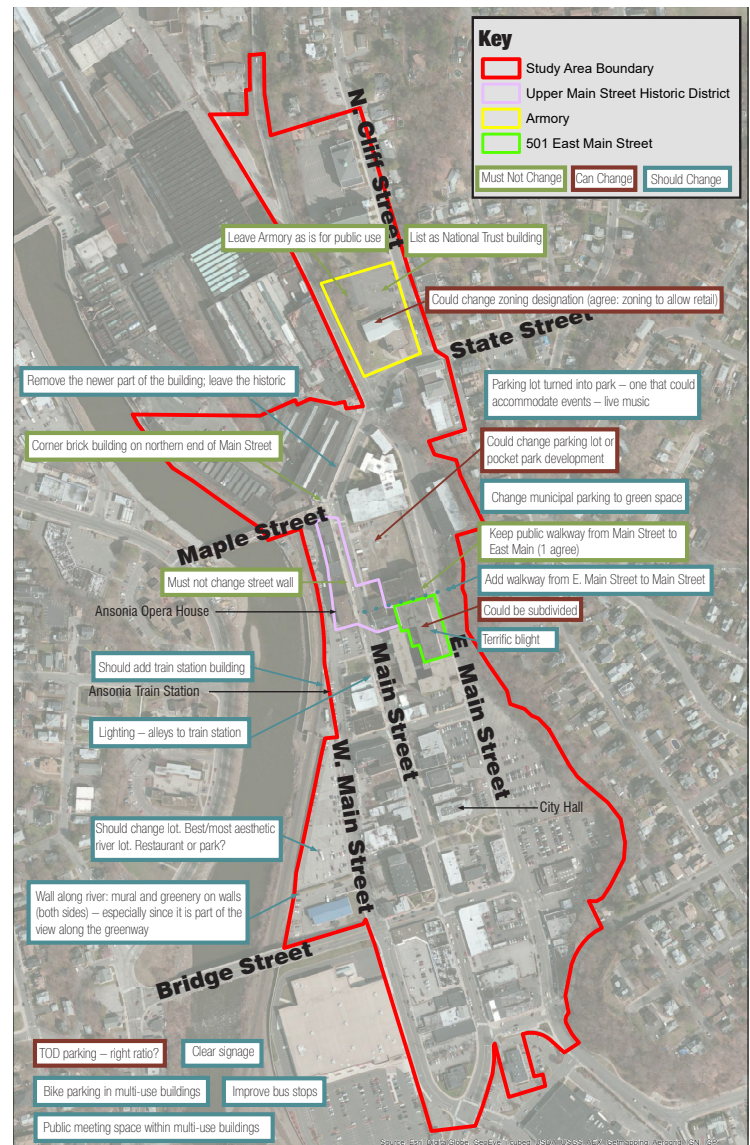 Key
Study Area Boundary
Upper Main Street Historic District
Armory
501 East Main Street
Must Not Change
Can Change
Should Change
N. Cliff Street
Leave Armory as is for public use
List as National Trust building
Could change zoning designation (agree: zoning to allow retail)
State Street
Remove the newer part of the building; leave the historic
Parking lot turned into park – one that could
accommodate events – live music
Corner brick building on northern end of Main Street
Could change parking lot or
pocket park development
Change municipal parking to green space
Maple Street
Keep public walkway from Main Street to
East Main (1 agree)
Must not change street wall
Add walkway from E. Main Street to Main Street
Ansonia Opera House
Could be subdivided
Terrific blight
Should add train station building
Ansonia Train Station
Main Street
E. Main Street
Lighting – alleys to train station
W. Main Street
City Hall
Should change lot. Best/most aesthetic
river lot. Restaurant or park?
Wall along river: mural and greenery on walls
(both sides) – especially since it is part of the
view along the greenway
Bridge Street
TOD parking – right ratio?
Clear signage
Bike parking in multi-use buildings
Improve bus stops
Public meeting space within multi-use buildings